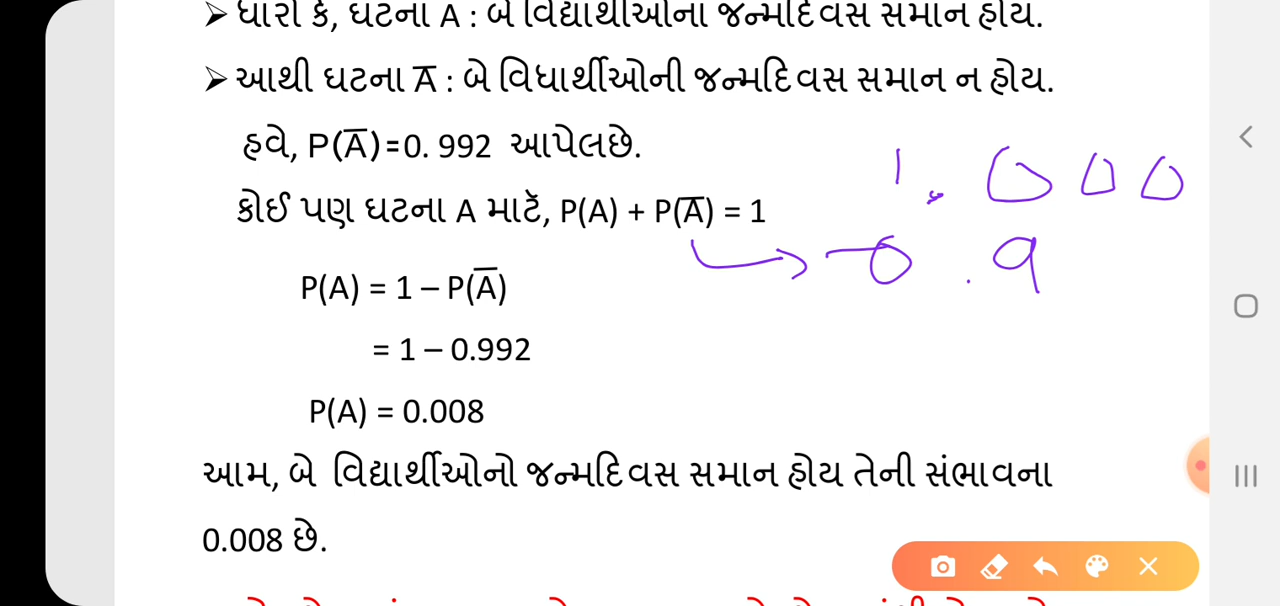 ➢ ધારો કે, ઘટના A : બે વિદ્યાર્થીઓના જન્મદિવસ સમાન હોય.
➢ આથી ઘટના A̅ : બે વિધાર્થીઓની જન્મદિવસ સમાન ન હોય.
હવે, P(A̅)=0. 992 આપેલછે.
1.000
કોઈ પણ ઘટના A માટે, P(A) + P(A̅) = 1
-0.9
P(A) = 1 – P(A̅)
= 1 – 0.992
P(A) = 0.008
આમ, બે વિદ્યાર્થીઓનો જન્મદિવસ સમાન હોય તેની સંભાવના
0.008 છે.